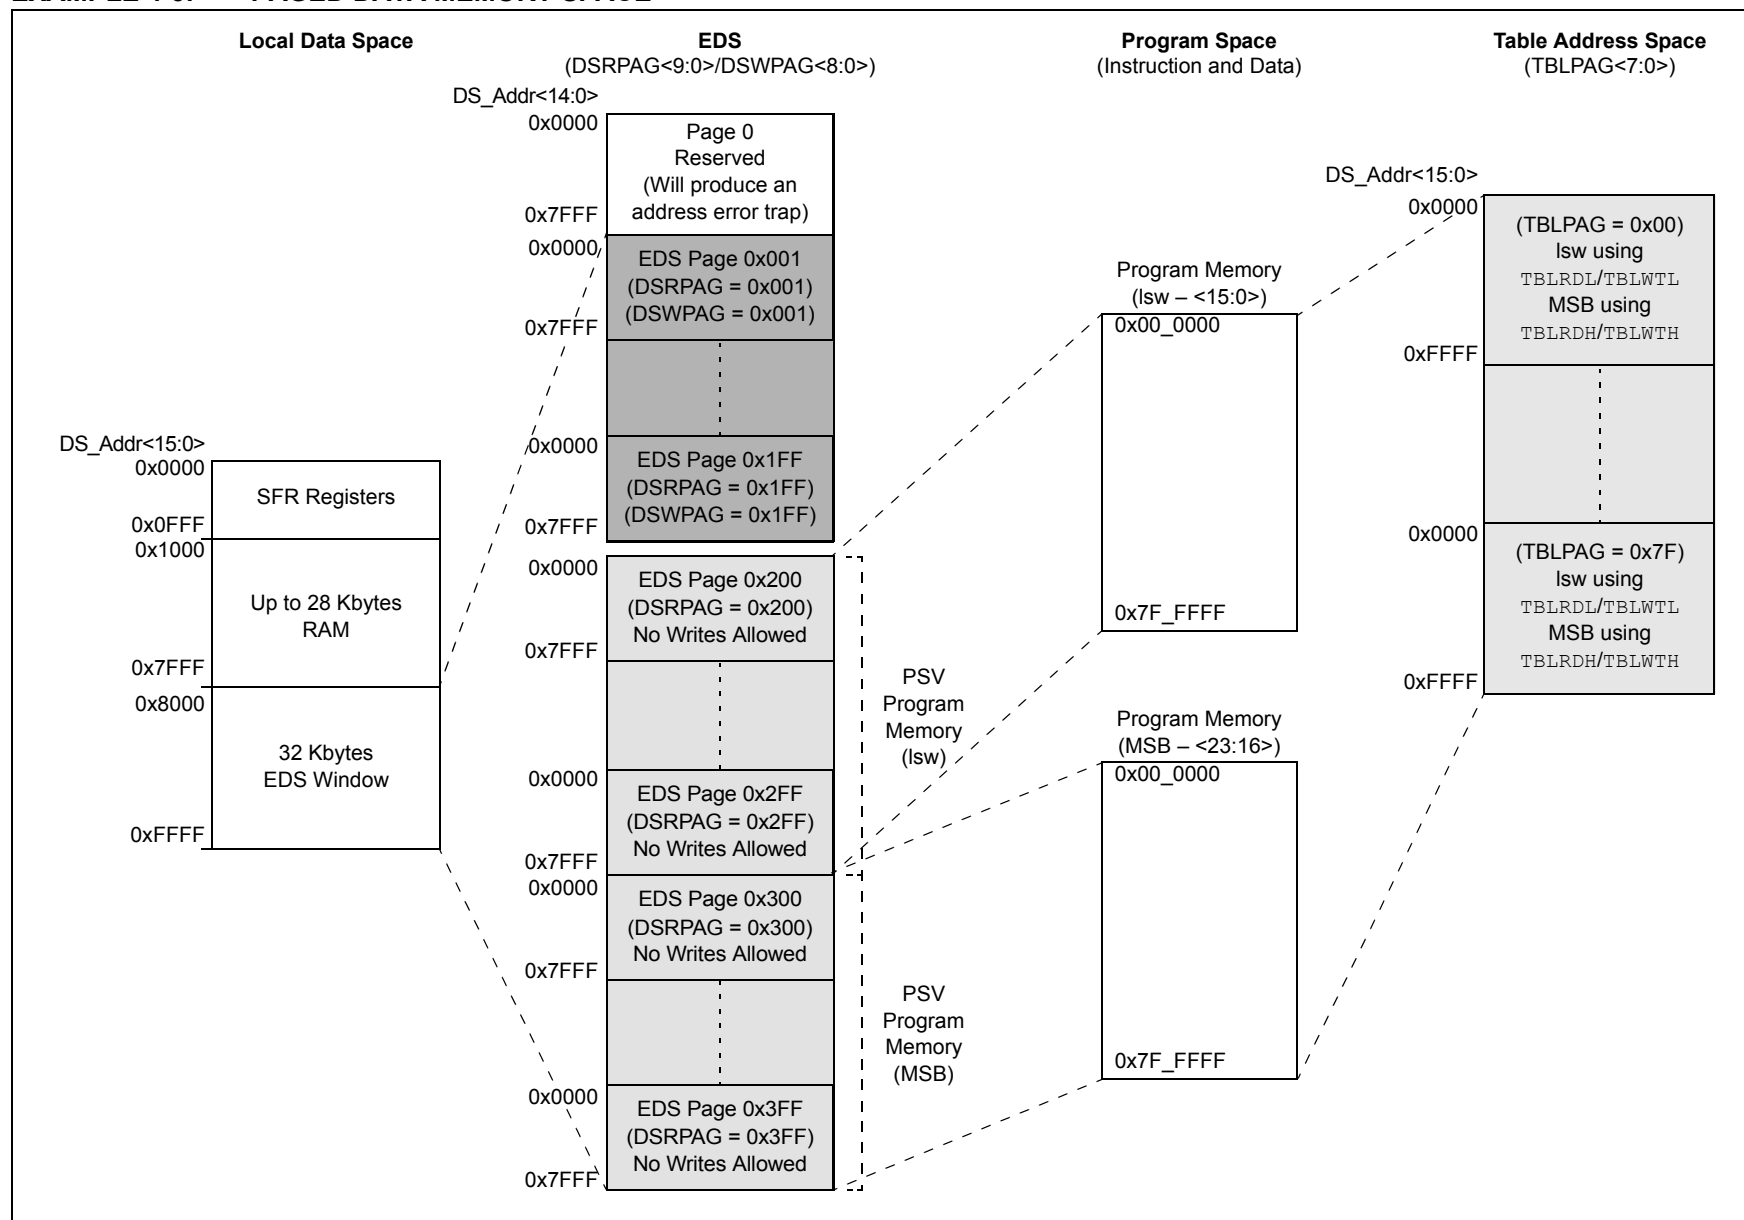 Local Data Space
DS_Addr<15:0>
0x0000
SFR Registers
0x0FFF
0x1000
Up to 28 Kbytes
RAM
0x7FFF
0x8000
32 Kbytes
EDS Window
0xFFFF
EDS
(DSRPAG<9:0>/DSWPAG<8:0>)
DS_Addr<14:0>
0x0000
Page 0
Reserved
(Will produce an
address error trap)
0x7FFF
0x0000
EDS Page 0x001
(DSRPAG = 0x001)
(DSWPAG = 0x001)
0x7FFF
0x0000
EDS Page 0x1FF
(DSRPAG = 0x1FF)
(DSWPAG = 0x1FF)
0x7FFF
0x0000
EDS Page 0x200
(DSRPAG = 0x200)
No Writes Allowed
0x7FFF
PSV
Program
Memory
(lsw)
0x0000
EDS Page 0x2FF
(DSRPAG = 0x2FF)
No Writes Allowed
0x7FFF
0x0000
EDS Page 0x300
(DSRPAG = 0x300)
No Writes Allowed
0x7FFF
PSV
Program
Memory
(MSB)
0x0000
EDS Page 0x3FF
(DSRPAG = 0x3FF)
No Writes Allowed
0x7FFF
Program Space
(Instruction and Data)
Program Memory
(lsw – <15:0>)
0x00_0000
0x7F_FFFF
Program Memory
(MSB – <23:16>)
0x00_0000
0x7F_FFFF
Table Address Space
(TBLPAG<7:0>)
DS_Addr<15:0>
0x0000
(TBLPAG = 0x00)
lsw using
TBLRDL/TBLWTL
MSB using
TBLRDH/TBLWTH
0xFFFF
0x0000
(TBLPAG = 0x7F)
lsw using
TBLRDL/TBLWTL
MSB using
TBLRDH/TBLWTH
0xFFFF